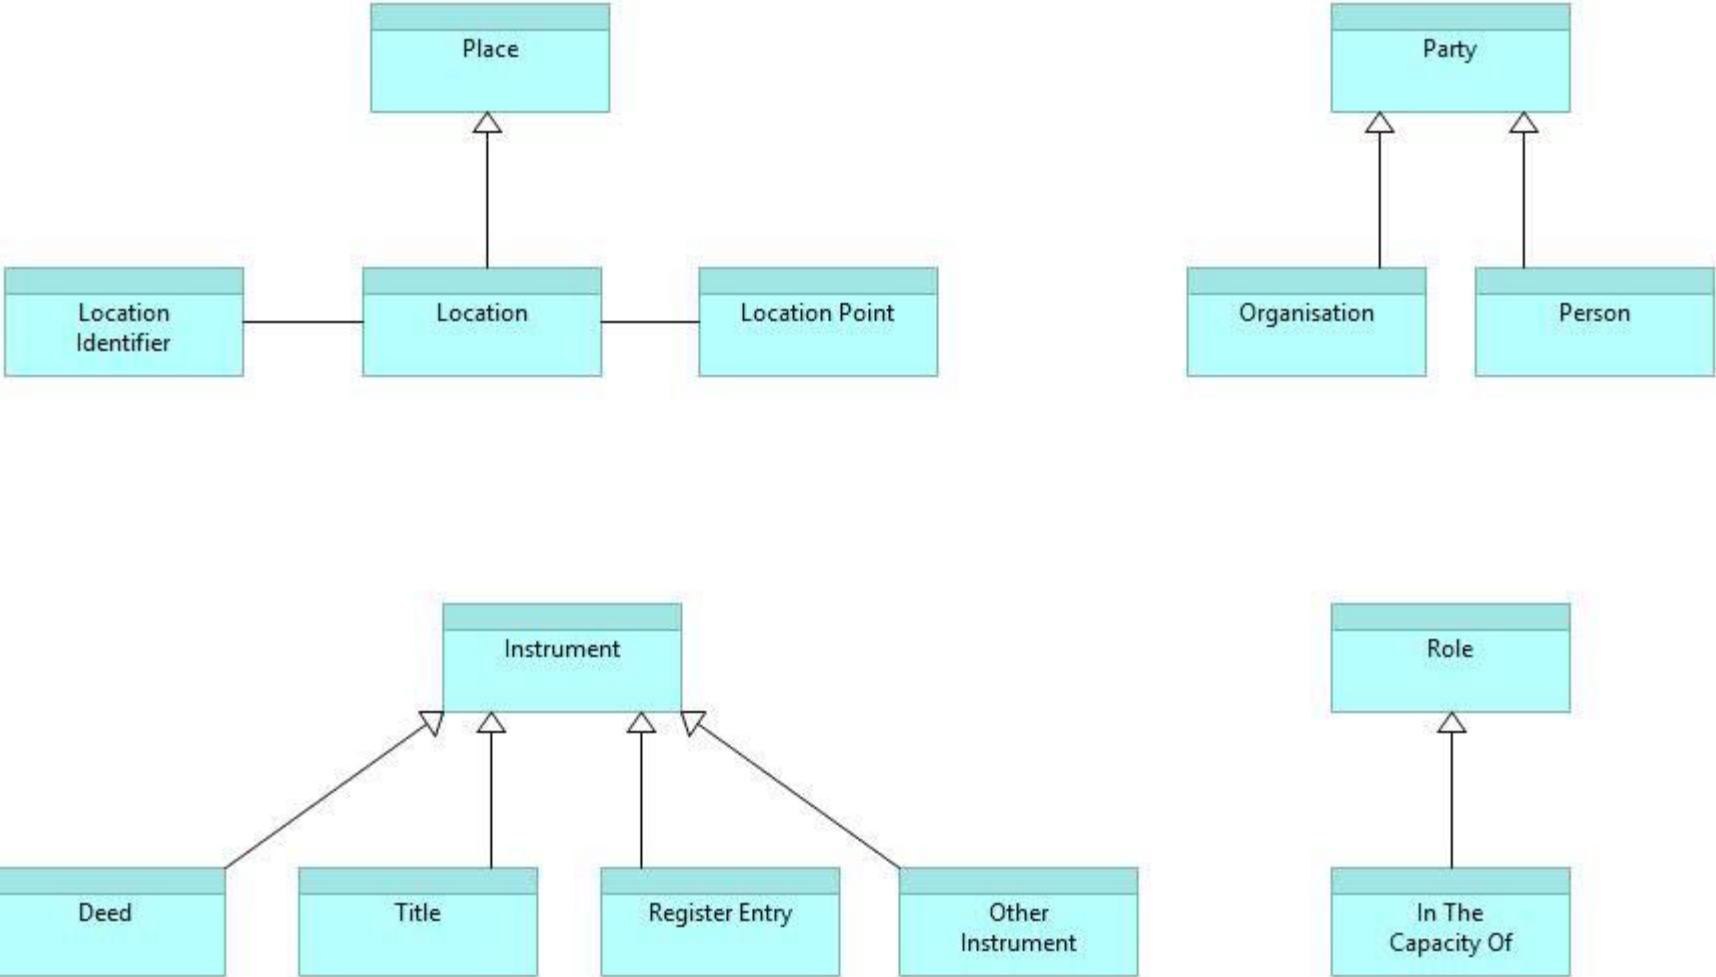 Place
Party
Location
Identifier
Location
Location Point
Organisation
Person
Instrument
Role
Deed
Title
Register Entry
Other
Instrument
In The
Capacity Of